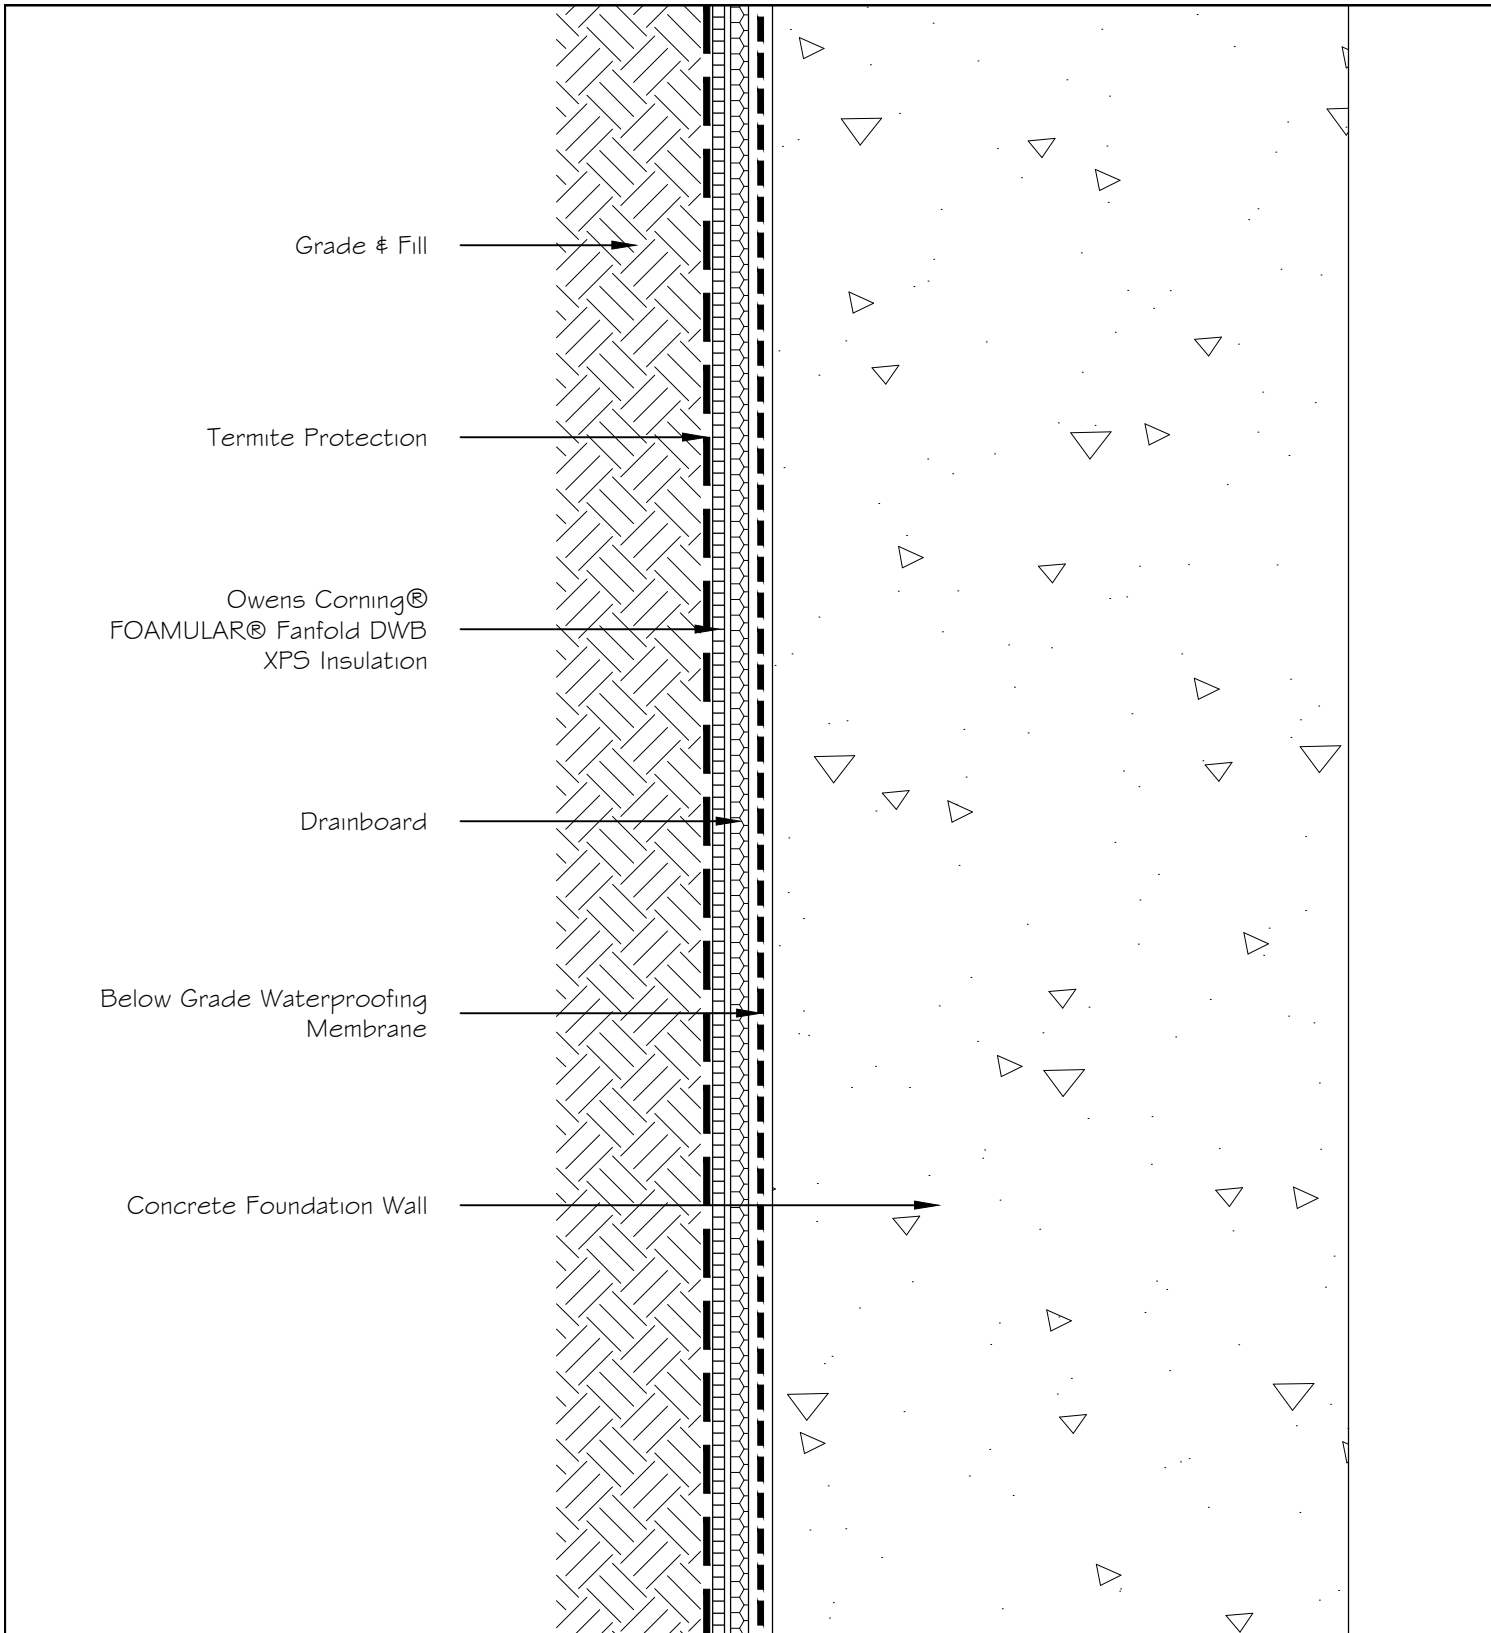 Grade & Fill
Termite Protection
Owens Corning®
FOAMULAR® Fanfold DWB
XPS Insulation
Drainboard
Below Grade Waterproofing
Membrane
Concrete Foundation Wall